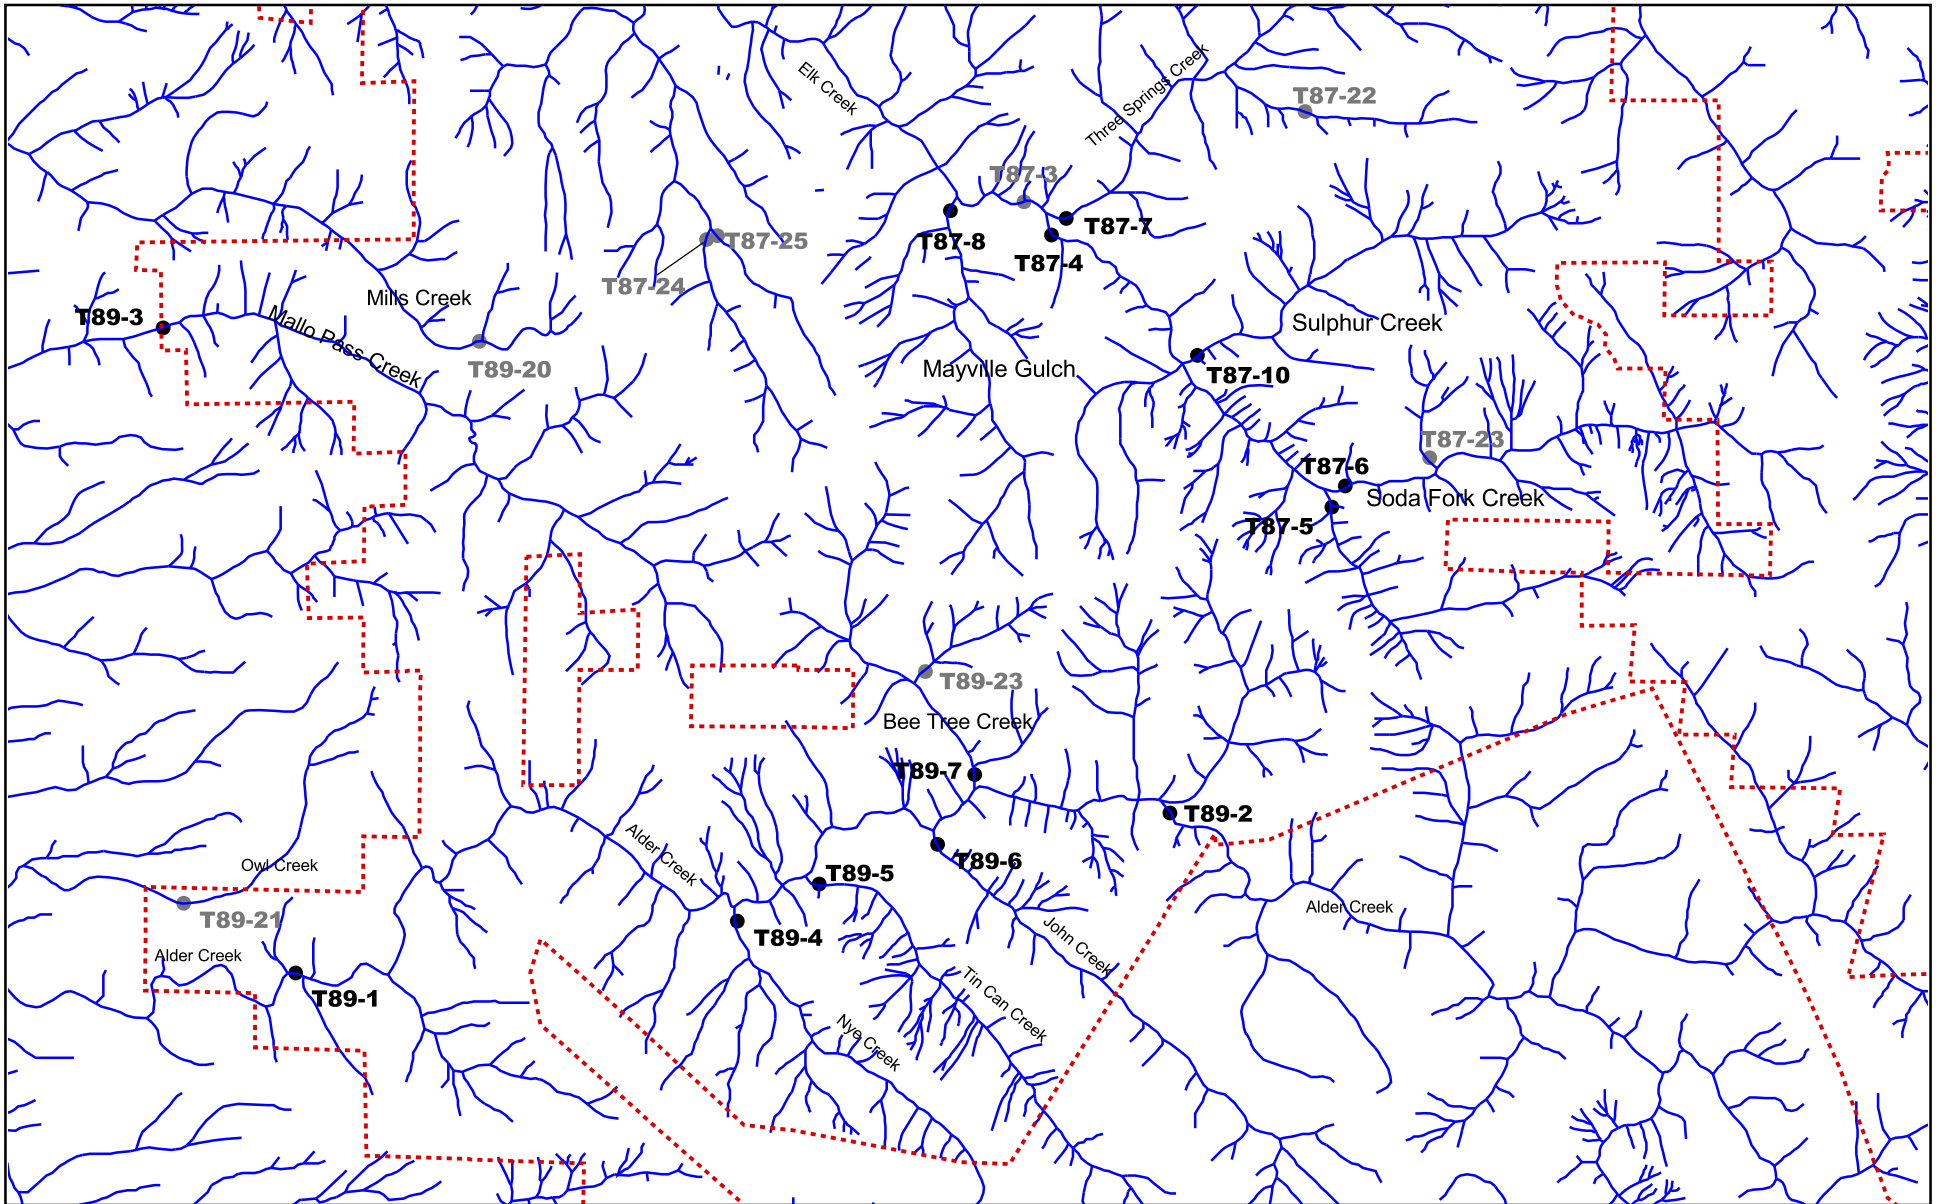 Elk Creek
Three Springs Creek
T87-22
T87-3
T87-7
T87-8
T87-25
T87-4
T87-24
Mills Creek
T89-3
Mallo Pass Creek
Sulphur Creek
T89-20
Mayville Gulch
T87-10
T87-23
T87-6
Soda Fork Creek
T87-5
T89-23
Bee Tree Creek
T89-7
T89-2
Alder Creek
T89-6
Owl Creek
T89-5
Alder Creek
T89-21
T89-4
John Creek
Alder Creek
T89-1
Tin Can Creek
Nye Creek